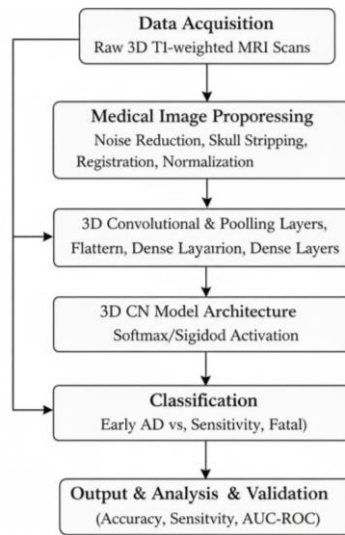 Data Acquisition
Raw 3D T1-weighted MRI Scans
Medical Image Proporessing
Noise Reduction, Skull Stripping,
Registration, Normalization
3D Convolutional & Poolling Layers,
Flattern, Dense Layarrion, Dense Layers
3D CN Model Architecture
Softmax/Sigidod Activation
Classification
Early AD vs, Sensitivity, Fatal)
Output & Analysis & Validation
(Accuracy, Sensitvity, AUC-ROC)